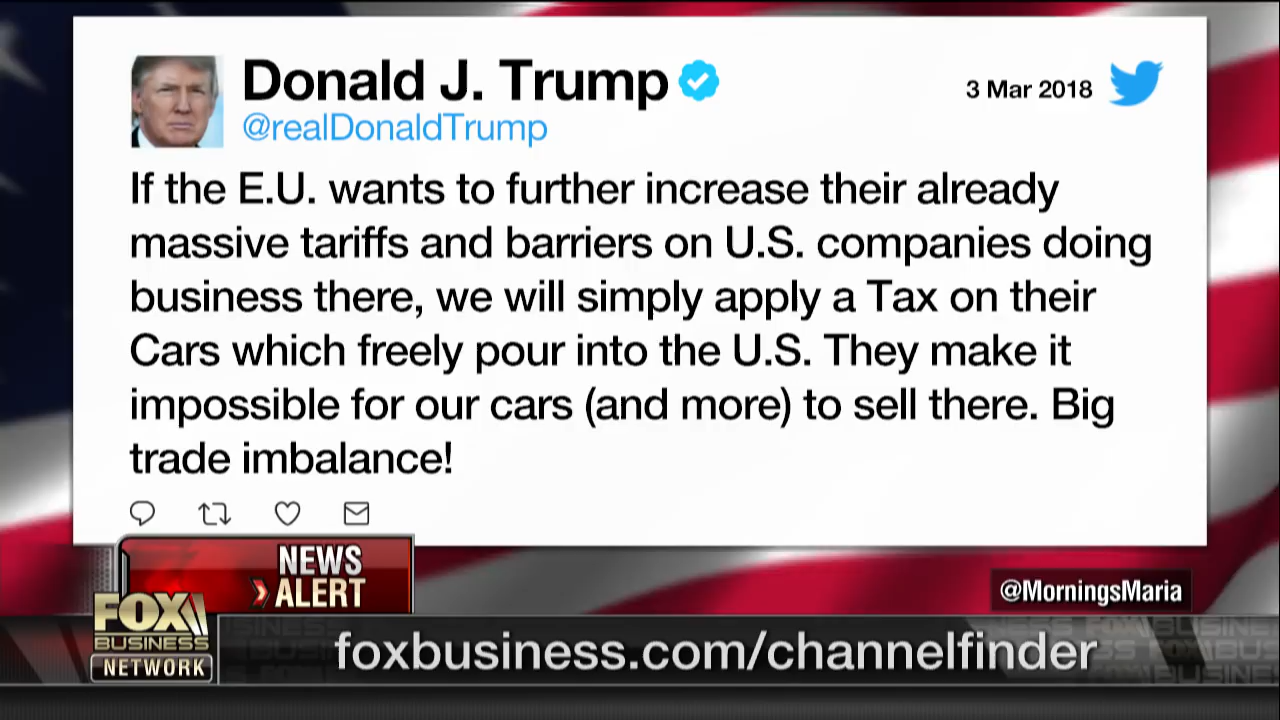 Donald J. Trump
@realDonaldTrump
3 Mar 2018
If the E.U. wants to further increase their already
massive tariffs and barriers on U.S. companies doing
business there, we will simply apply a Tax on their
Cars which freely pour into the U.S. They make it
impossible for our cars (and more) to sell there. Big
trade imbalance!
NEWS
ALERT
@MorningsMaria
FOX
BUSINESS
NETWORK
foxbusiness.com/channelfinder